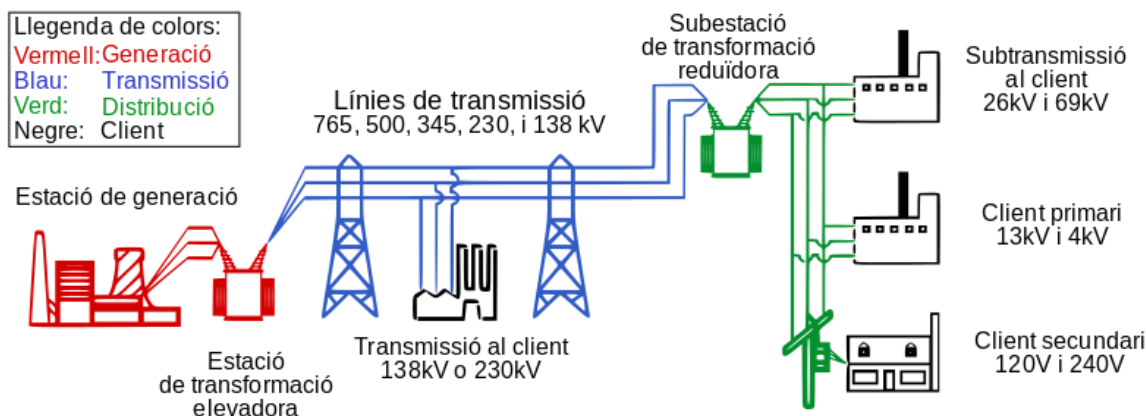 Llegenda de colors:
Vermell: Generació
Blau: Transmissió
Verd: Distribució
Negre: Client
Estació de generació
Estació
de transformació
elevadora
Línies de transmissió
765, 500, 345, 230, i 138 kV
Transmissió al client
138kV o 230kV
Subestació
de transformació
reduïdora
Subtransmissió
al client
26kV i 69kV
Client primari
13kV i 4kV
Client secundari
120V i 240V